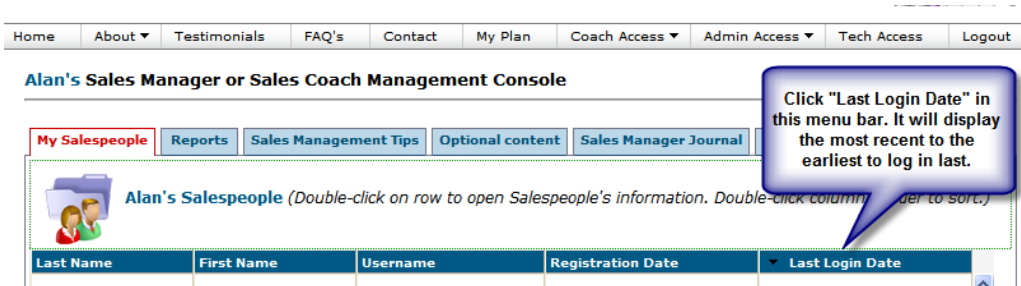 Home About Testimonials FAQ's Contact My Plan Coach Access Admin Access Tech Access Logout
Alan's Sales Manager or Sales Coach Management Console
Click "Last Login Date" in
this menu bar. It will display
the most recent to the
earliest to log in last.
My Salespeople Reports Sales Management Tips Optional content Sales Manager Journal
Alan's Salespeople (Double-click on row to open Salespeople's information. Double-click column to sort.)
Last Name First Name Username Registration Date Last Login Date